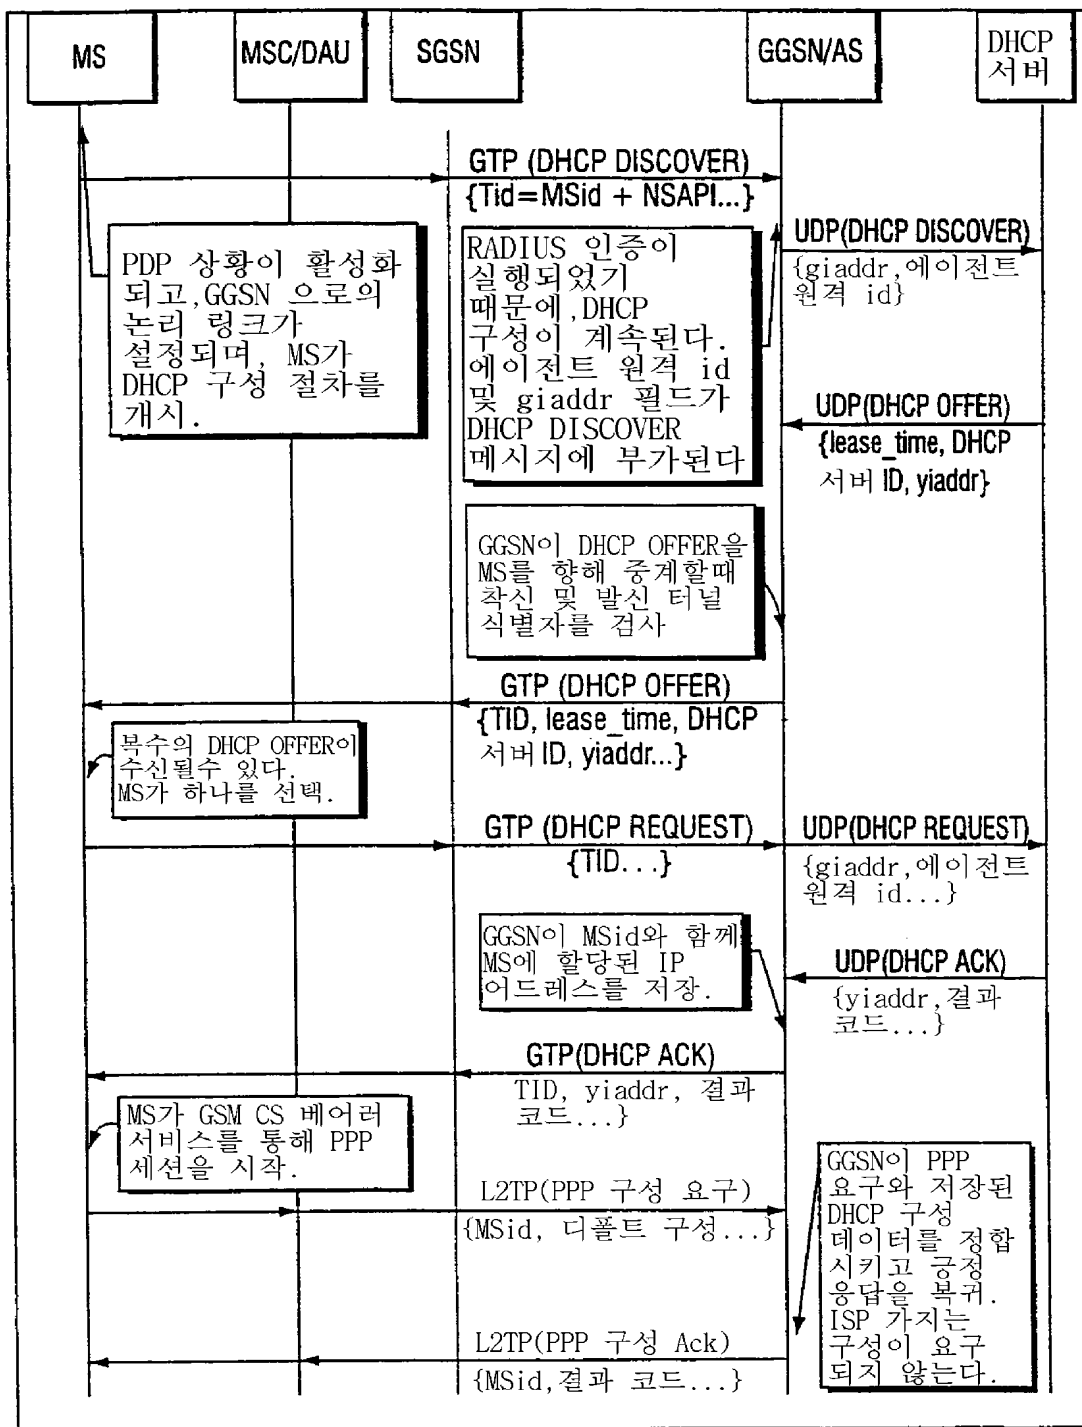 MS
MSC/DAU
SGSN
GGSN/AS
DHCP
서버
GTP (DHCP DISCOVER)
{Tid=MSid + NSAPI...}
PDP 상황이 활성화
되고,GGSN 으로의
논리 링크가
설정되며, MS가
DHCP 구성 절차를
개시.
RADIUS 인증이
실행되었기
때문에,DHCP
구성이 계속된다.
에이전트 원격 id
및 giaddr 필드가
DHCP DISCOVER
메시지에 부가된다
UDP(DHCP DISCOVER)
{giaddr,에이전트
원격 id}
UDP(DHCP OFFER)
{lease_time, DHCP
서버 ID, yiaddr}
GGSN이 DHCP OFFER을
MS를 향해 중계할때
착신 및 발신 터널
식별자를 검사
GTP (DHCP OFFER)
{TID, lease_time, DHCP
서버 ID, yiaddr...}
복수의 DHCP OFFER이
수신될수 있다.
MS가 하나를 선택.
GTP (DHCP REQUEST)
{TID...}
UDP(DHCP REQUEST)
{giaddr,에이전트
원격 id...}
GGSN이 MSid와 함께
MS에 할당된 IP
어드레스를 저장.
UDP(DHCP ACK)
{yiaddr,결과
코드...}
GTP(DHCP ACK)
TID, yiaddr, 결과
코드...}
MS가 GSM CS 베어러
서비스를 통해 PPP
세션을 시작.
L2TP(PPP 구성 요구)
{MSid, 디폴트 구성...}
GGSN이 PPP
요구와 저장된
DHCP 구성
데이터를 정합
시키고 긍정
응답을 복귀.
ISP 가지는
구성이 요구
되지 않는다.
L2TP(PPP 구성 Ack)
{MSid,결과 코드...}